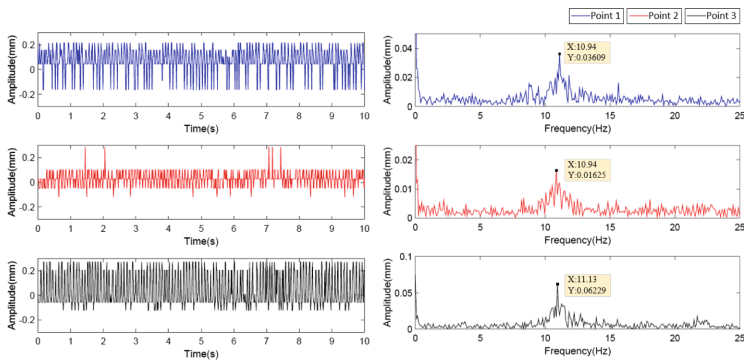 Point 1 Point 2 Point 3
Amplitude(mm)
0.2
0
-0.2
0 1 2 3 4 5 6 7 8 9 10
Time(s)
Amplitude(mm)
0.04
0.02
0
X:10.94
Y:0.03609
0 5 10 15 20 25
Frequency(Hz)
Amplitude(mm)
0.2
0
-0.2
0 1 2 3 4 5 6 7 8 9 10
Time(s)
Amplitude(mm)
0.02
0.01
0
X:10.94
Y:0.01625
0 5 10 15 20 25
Frequency(Hz)
Amplitude(mm)
0.2
0
-0.2
0 1 2 3 4 5 6 7 8 9 10
Time(s)
Amplitude(mm)
0.1
0.05
0
X:11.13
Y:0.06229
0 5 10 15 20 25
Frequency(Hz)